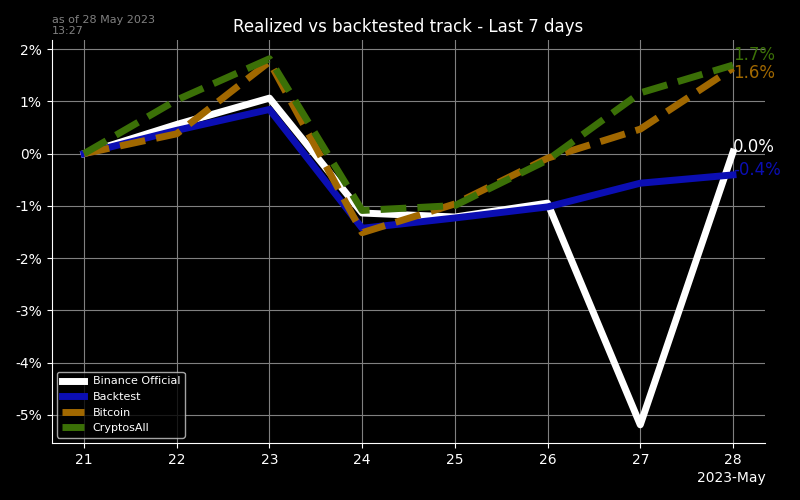 as of 28 May 2023
13:27
Realized vs backtested track - Last 7 days
2%
1%
0%
-1%
-2%
-3%
-4%
-5%
1.7%
1.6%
0.0%
-0.4%
Binance Official
Backtest
Bitcoin
CryptosAll
21 22 23 24 25 26 27 28
2023-May